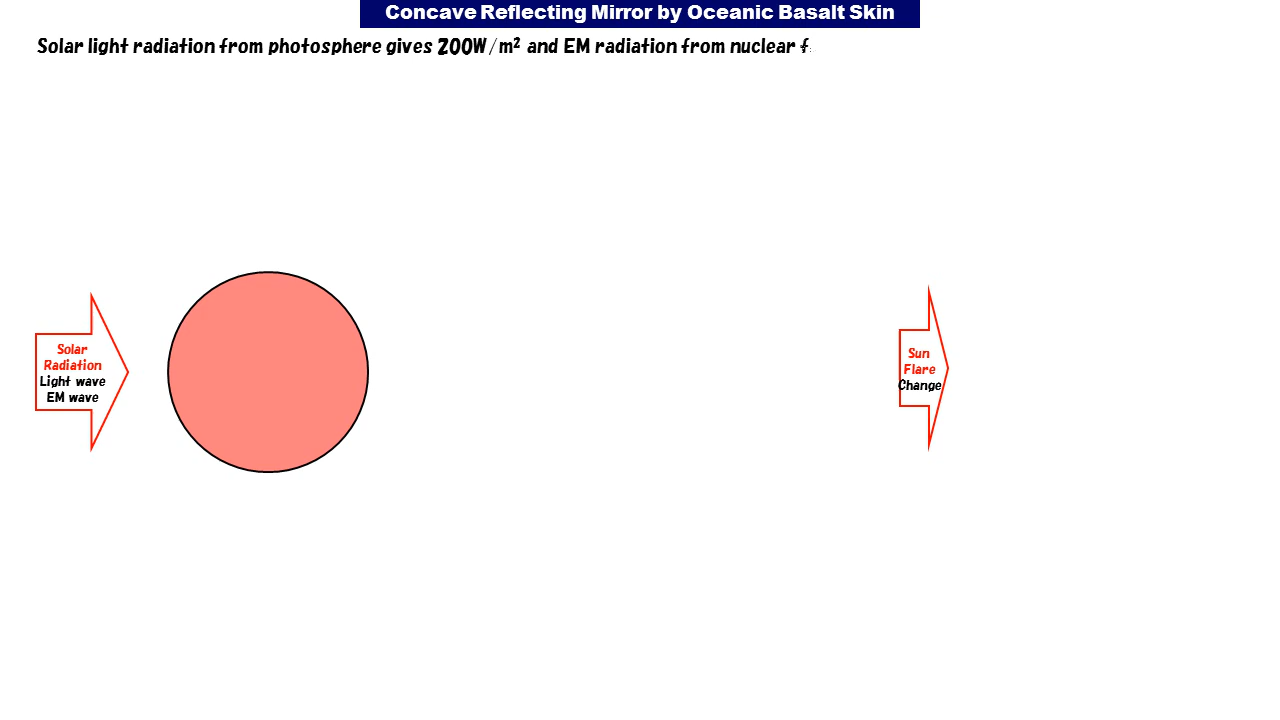 Concave Reflecting Mirror by Oceanic Basalt Skin
Solar light radiation from photosphere gives 200W/m² and EM radiation from nuclear f
Solar
Radiation
Light wave
EM wave
Sun
Flare
Change